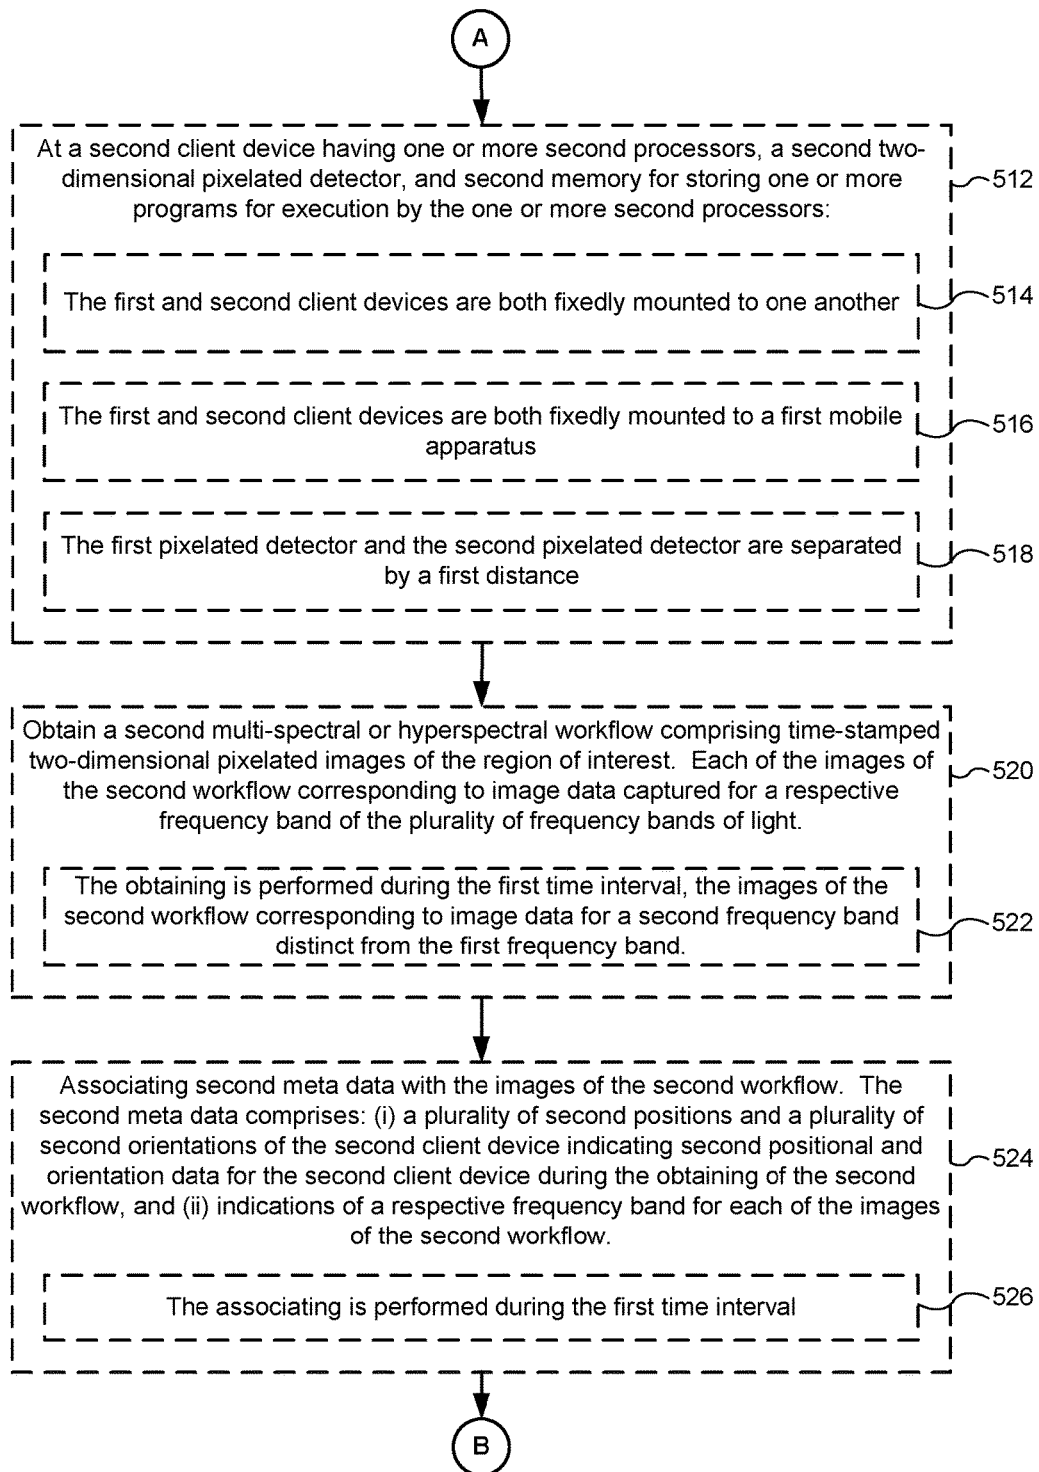 A
At a second client device having one or more second processors, a second two-
dimensional pixelated detector, and second memory for storing one or more
programs for execution by the one or more second processors:
512
The first and second client devices are both fixedly mounted to one another
514
The first and second client devices are both fixedly mounted to a first mobile
apparatus
516
The first pixelated detector and the second pixelated detector are separated
by a first distance
518
Obtain a second multi-spectral or hyperspectral workflow comprising time-stamped
two-dimensional pixelated images of the region of interest.  Each of the images of
the second workflow corresponding to image data captured for a respective
frequency band of the plurality of frequency bands of light.
520
The obtaining is performed during the first time interval, the images of the
second workflow corresponding to image data for a second frequency band
distinct from the first frequency band.
522
Associating second meta data with the images of the second workflow.  The
second meta data comprises: (i) a plurality of second positions and a plurality of
second orientations of the second client device indicating second positional and
orientation data for the second client device during the obtaining of the second
workflow, and (ii) indications of a respective frequency band for each of the images
of the second workflow.
524
The associating is performed during the first time interval
526
B